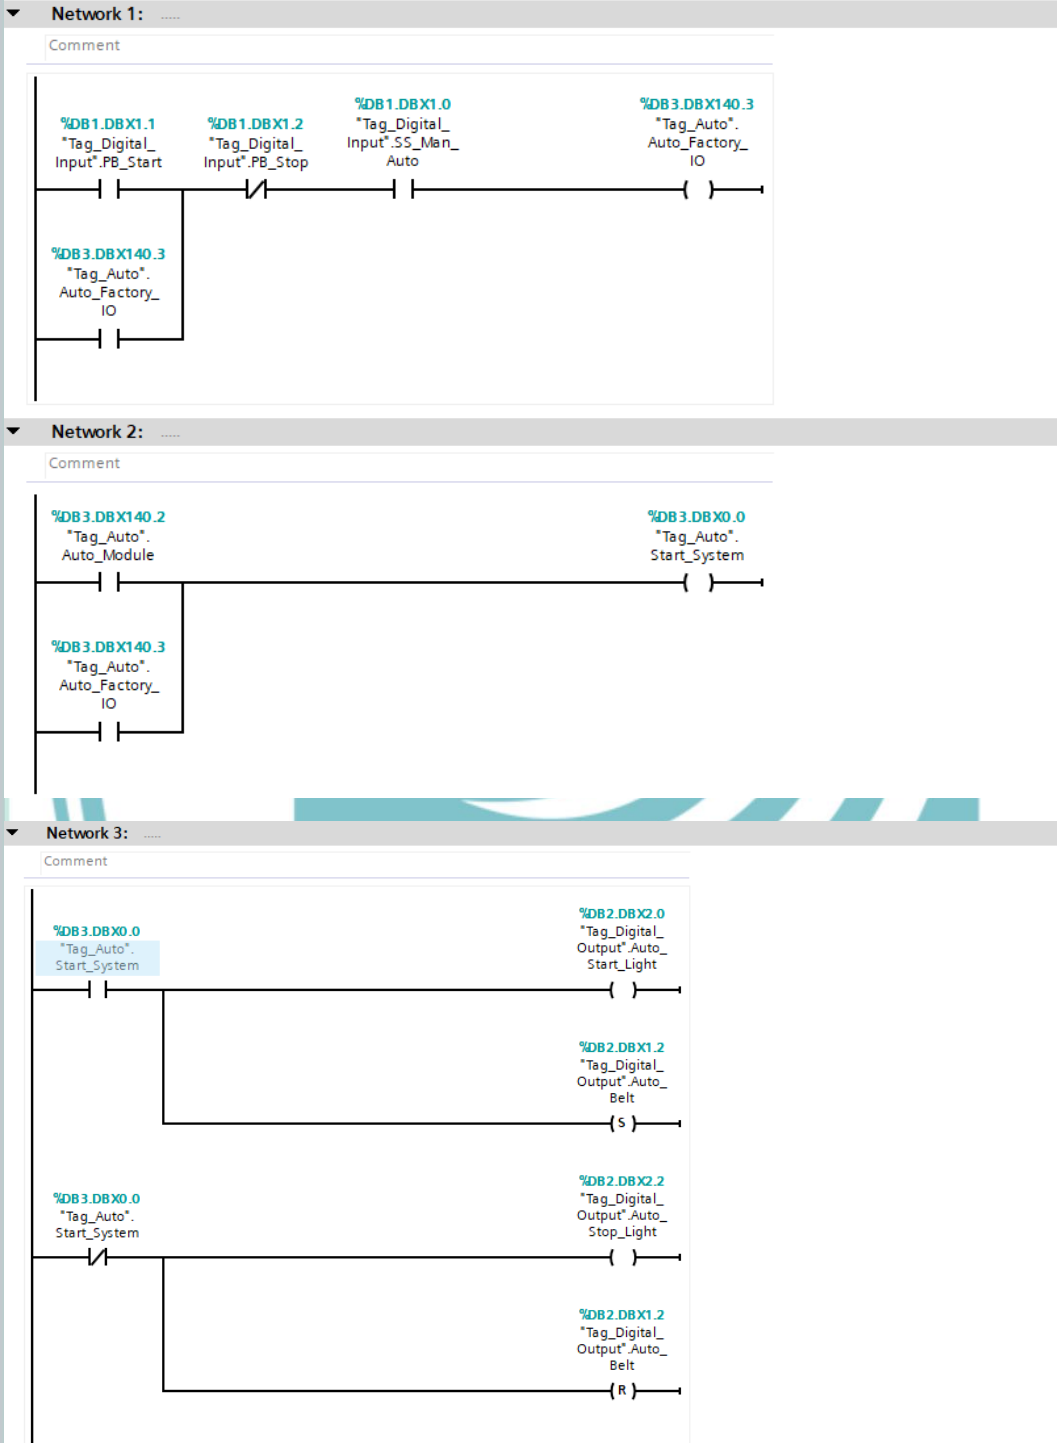 Network 1: .....
Comment
%DB1.DBX1.1
"Tag_Digital_
Input".PB_Start
%DB1.DBX1.2
"Tag_Digital_
Input".PB_Stop
%DB1.DBX1.0
"Tag_Digital_
Input".SS_Man_
Auto
%DB3.DBX140.3
"Tag_Auto".
Auto_Factory_
IO
%DB3.DBX140.3
"Tag_Auto".
Auto_Factory_
IO
Network 2: .....
Comment
%DB3.DBX140.2
"Tag_Auto".
Auto_Module
%DB3.DBX0.0
"Tag_Auto".
Start_System
%DB3.DBX140.3
"Tag_Auto".
Auto_Factory_
IO
Network 3: .....
Comment
%DB3.DBX0.0
"Tag_Auto".
Start_System
%DB2.DBX2.0
"Tag_Digital_
Output".Auto_
Start_Light
%DB2.DBX1.2
"Tag_Digital_
Output".Auto_
Belt
S
%DB3.DBX0.0
"Tag_Auto".
Start_System
%DB2.DBX2.2
"Tag_Digital_
Output".Auto_
Stop_Light
%DB2.DBX1.2
"Tag_Digital_
Output".Auto_
Belt
R